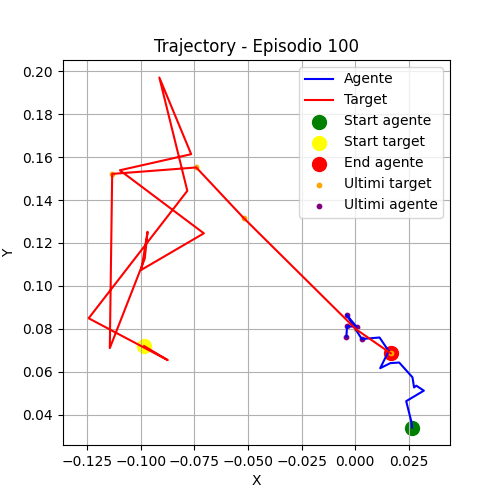 Trajectory - Episodio 100
Agente
Target
Start agente
Start target
End agente
Ultimi target
Ultimi agente
0.20
0.18
0.16
0.14
0.12
0.10
0.08
0.06
0.04
Y
−0.125
−0.100
−0.075
−0.050
−0.025
0.000
0.025
X